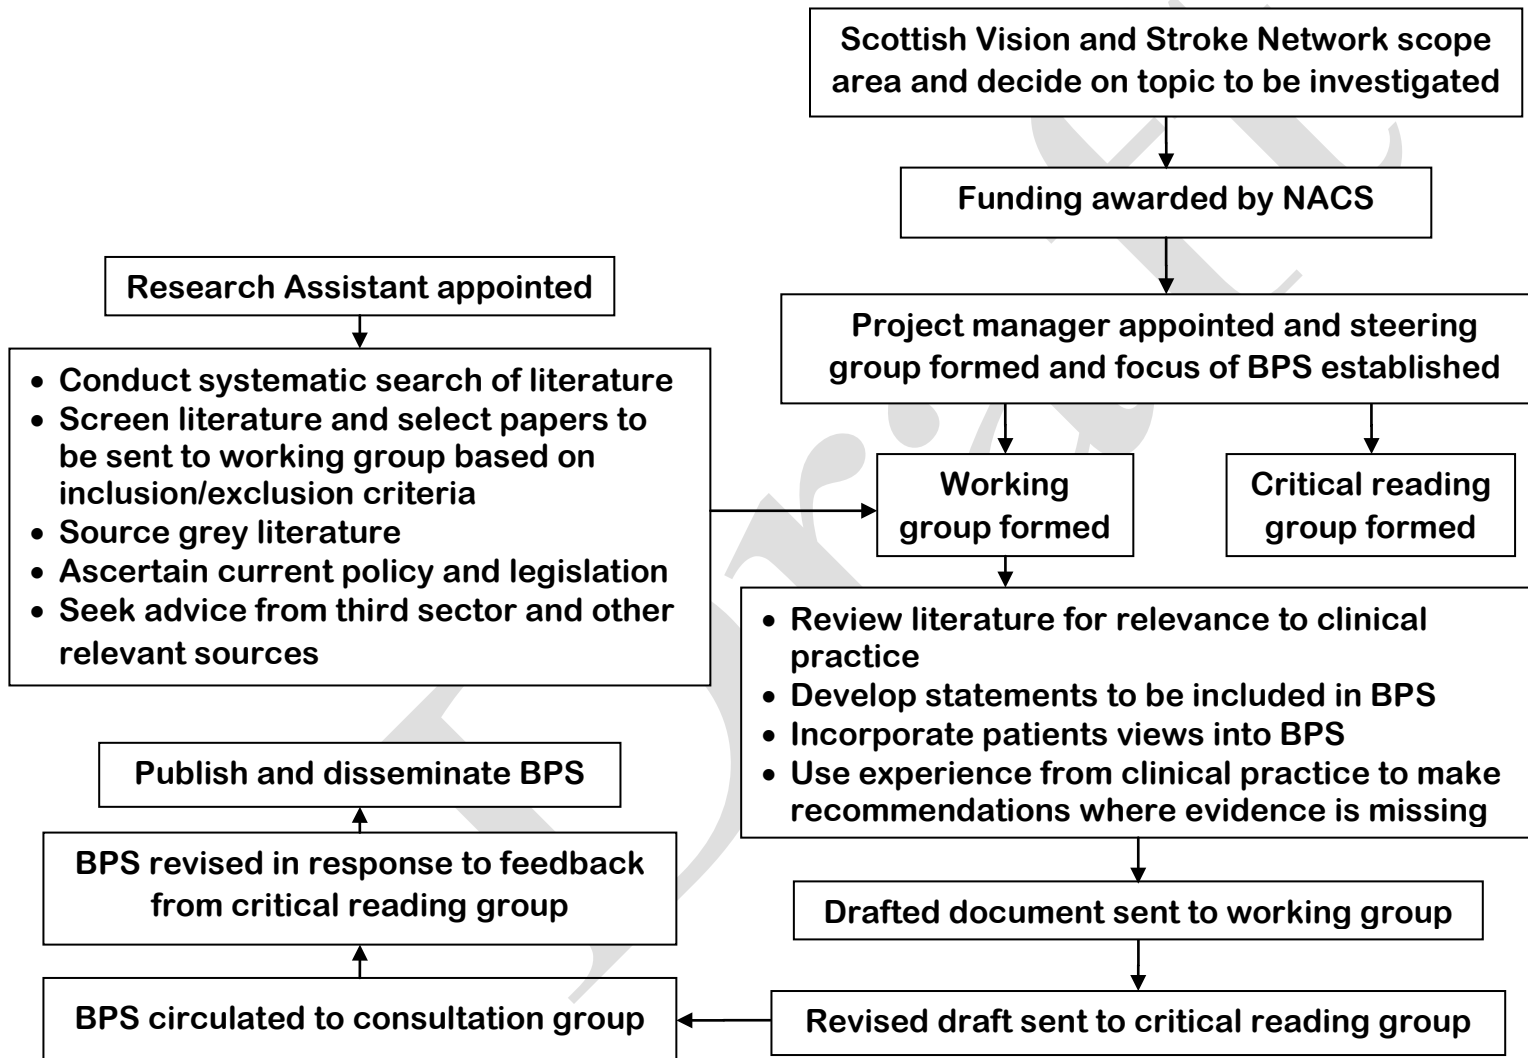 Scottish Vision and Stroke Network scope
area and decide on topic to be investigated
Funding awarded by NACS
Research Assistant appointed
Project manager appointed and steering
group formed and focus of BPS established
• Conduct systematic search of literature
• Screen literature and select papers to
be sent to working group based on
inclusion/exclusion criteria
• Source grey literature
• Ascertain current policy and legislation
• Seek advice from third sector and other
relevant sources
Working
group formed
Critical reading
group formed
• Review literature for relevance to clinical
practice
• Develop statements to be included in BPS
• Incorporate patients views into BPS
• Use experience from clinical practice to make
recommendations where evidence is missing
Drafted document sent to working group
Revised draft sent to critical reading group
BPS circulated to consultation group
BPS revised in response to feedback
from critical reading group
Publish and disseminate BPS
Draft